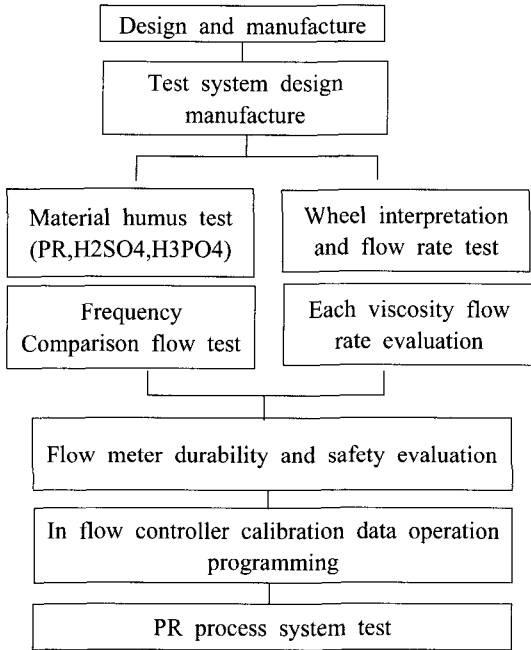 Design and manufacture
Test system design
manufacture
Material humus test
(PR,H2SO4,H3PO4)
Wheel interpretation
and flow rate test
Frequency
Comparison flow test
Each viscosity flow
rate evaluation
Flow meter durability and safety evaluation
In flow controller calibration data operation
programming
PR process system test